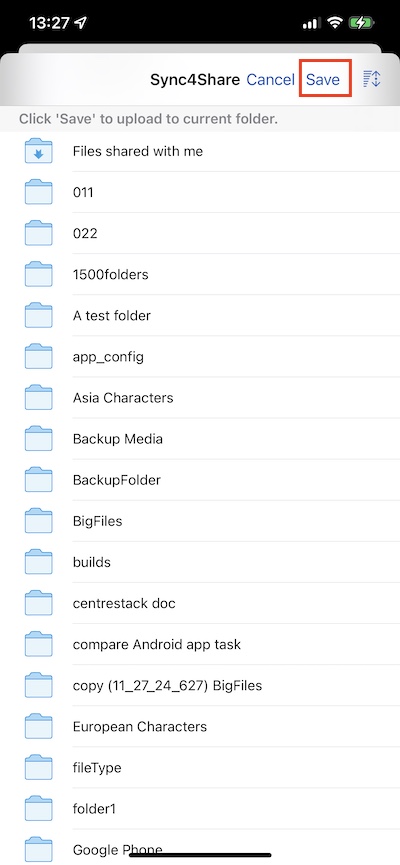 13:27
Sync4Share Cancel Save
Click 'Save' to upload to current folder.
Files shared with me
011
022
1500folders
A test folder
app_config
Asia Characters
Backup Media
BackupFolder
BigFiles
builds
centrestack doc
compare Android app task
copy (11_27_24_627) BigFiles
European Characters
fileType
folder1
Google Phone